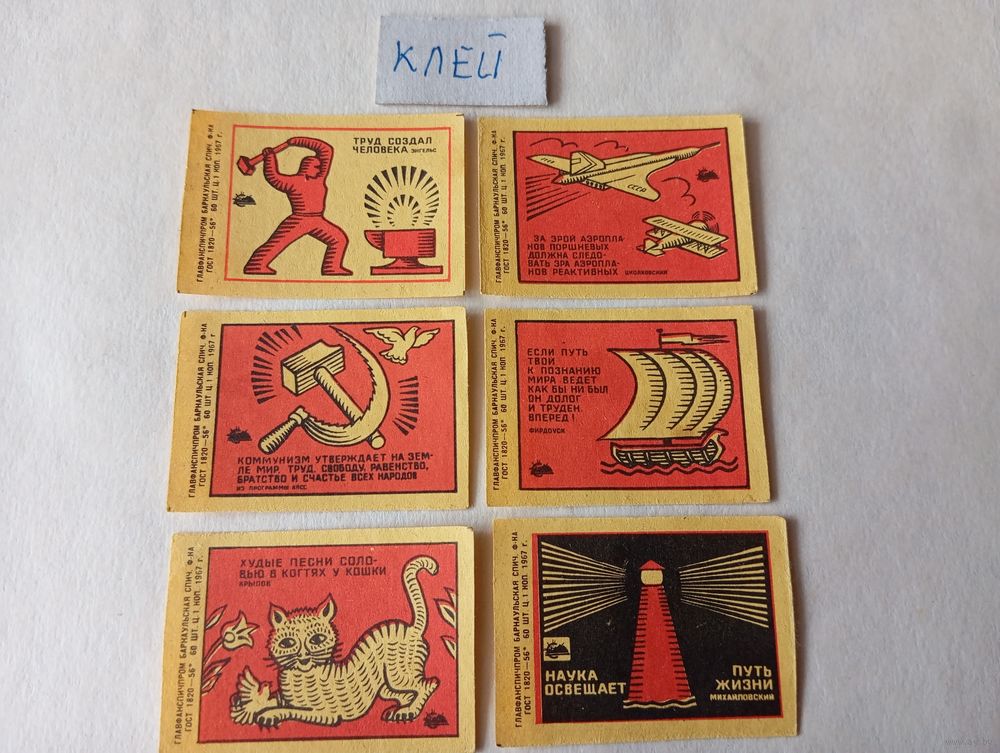 КЛЕЙ
ГЛАВФАНСПИЧПРОМ БАРНАУЛЬСКАЯ СПИЧ. Ф-КА
ГОСТ 1820—56* 60 ШТ. Ц. 1 КОП. 1967 г.
ТРУД СОЗДАЛ
ЧЕЛОВЕКА ЭНГЕЛЬС
ГЛАВФАНСПИЧПРОМ БАРНАУЛЬСКАЯ СПИЧ. Ф-КА
ГОСТ 1820—56* 60 ШТ. Ц. 1 КОП. 1967 г.
СССР
ЗА ЭРОЙ АЭРОПЛА-
НОВ ПОРШНЕВЫХ
ДОЛЖНА СЛЕДО-
ВАТЬ ЭРА АЭРОПЛА-
НОВ РЕАКТИВНЫХ ЦИОЛКОВСКИЙ
ГЛАВФАНСПИЧПРОМ БАРНАУЛЬСКАЯ СПИЧ. Ф-КА
ГОСТ 1820—56* 60 ШТ. Ц. 1 КОП. 1967 г.
КОММУНИЗМ УТВЕРЖДАЕТ НА ЗЕМ-
ЛЕ МИР, ТРУД, СВОБОДУ, РАВЕНСТВО,
БРАТСТВО И СЧАСТЬЕ ВСЕХ НАРОДОВ
ИЗ ПРОГРАММЫ КПСС
ГЛАВФАНСПИЧПРОМ БАРНАУЛЬСКАЯ СПИЧ. Ф-КА
ГОСТ 1820—56* 60 ШТ. Ц. 1 КОП. 1967 г.
ЕСЛИ ПУТЬ
ТВОЙ
К ПОЗНАНИЮ
МИРА ВЕДЕТ
КАК БЫ НИ БЫЛ
ОН ДОЛОГ
И ТРУДЕН,
ВПЕРЕД!
ФИРДОУСИ
ГЛАВФАНСПИЧПРОМ БАРНАУЛЬСКАЯ СПИЧ. Ф-КА
ГОСТ 1820—56* 60 ШТ. Ц. 1 КОП. 1967 г.
ХУДЫЕ ПЕСНИ СОЛО-
ВЬЮ В КОГТЯХ У КОШКИ
КРЫЛОВ
ГЛАВФАНСПИЧПРОМ БАРНАУЛЬСКАЯ СПИЧ. Ф-КА
ГОСТ 1820—56* 60 ШТ. Ц. 1 КОП. 1967 г.
НАУКА
ОСВЕЩАЕТ
ПУТЬ
ЖИЗНИ
МИХАЙЛОВСКИЙ